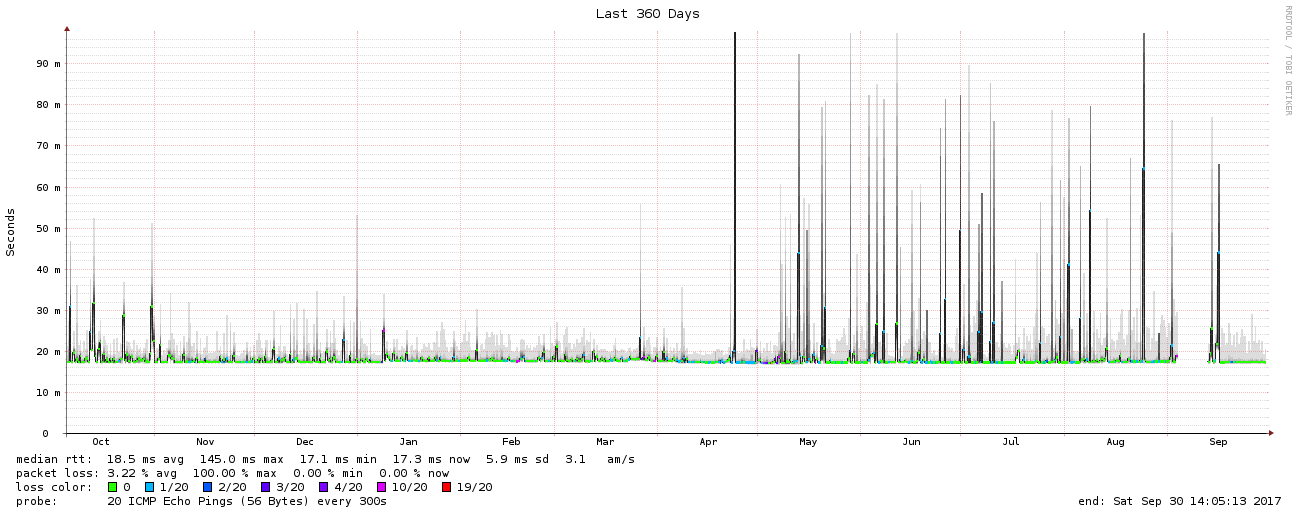 Last 360 Days
RRDTOOL / TOBI OETIKER
Seconds
90 m
80 m
70 m
60 m
50 m
40 m
30 m
20 m
10 m
0
Oct Nov Dec Jan Feb Mar Apr May Jun Jul Aug Sep
median rtt: 18.5 ms avg 145.0 ms max 17.1 ms min 17.3 ms now 5.9 ms sd 3.1 am/s
packet loss: 3.22 % avg 100.00 % max 0.00 % min 0.00 % now
loss color: 0 1/20 2/20 3/20 4/20 10/20 19/20
probe: 20 ICMP Echo Pings (56 Bytes) every 300s end: Sat Sep 30 14:05:13 2017